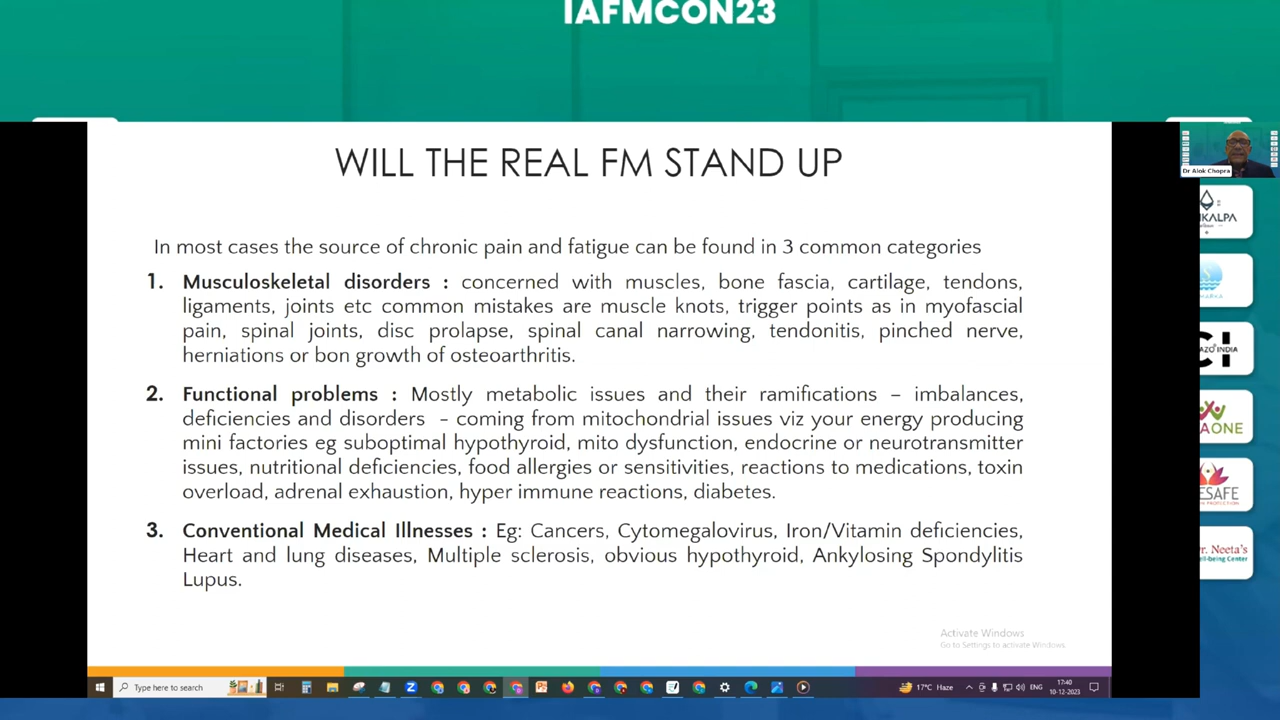 IAFMCON23
WILL THE REAL FM STAND UP
In most cases the source of chronic pain and fatigue can be found in 3 common categories
1. Musculoskeletal disorders : concerned with muscles, bone fascia, cartilage, tendons,
ligaments, joints etc common mistakes are muscle knots, trigger points as in myofascial
pain, spinal joints, disc prolapse, spinal canal narrowing, tendonitis, pinched nerve,
herniations or bon growth of osteoarthritis.
2. Functional problems : Mostly metabolic issues and their ramifications – imbalances,
deficiencies and disorders - coming from mitochondrial issues viz your energy producing
mini factories eg suboptimal hypothyroid, mito dysfunction, endocrine or neurotransmitter
issues, nutritional deficiencies, food allergies or sensitivities, reactions to medications, toxin
overload, adrenal exhaustion, hyper immune reactions, diabetes.
3. Conventional Medical Illnesses : Eg: Cancers, Cytomegalovirus, Iron/Vitamin deficiencies,
Heart and lung diseases, Multiple sclerosis, obvious hypothyroid, Ankylosing Spondylitis
Lupus.
Dr Alok Chopra
IKALPA
AZO INDIA
CI
AONE
ESAFE
r. Neeta's
ell-being Center
Activate Windows
Go to Settings to activate Windows.
Type here to search
17°C Haze
ENG
17:40
10-12-2023